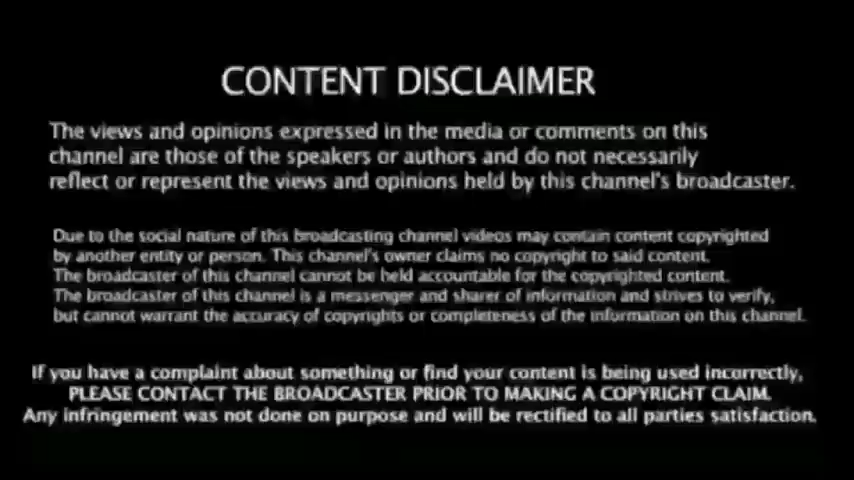 CONTENT DISCLAIMER
The views and opinions expressed in the media or comments on this
channel are those of the speakers or authors and do not necessarily
reflect or represent the views and opinions held by this channel's broadcaster.
Due to the social nature of this broadcasting channel videos may contain content copyrighted
by another entity or person. This channel's owner claims no copyright to said content.
The broadcaster of this channel cannot be held accountable for the copyrighted content.
The broadcaster of this channel is a messenger and sharer of information and strives to verify,
but cannot warrant the accuracy of copyrights or completeness of the information on this channel.
If you have a complaint about something or find your content is being used incorrectly,
PLEASE CONTACT THE BROADCASTER PRIOR TO MAKING A COPYRIGHT CLAIM.
Any infringement was not done on purpose and will be rectified to all parties satisfaction.